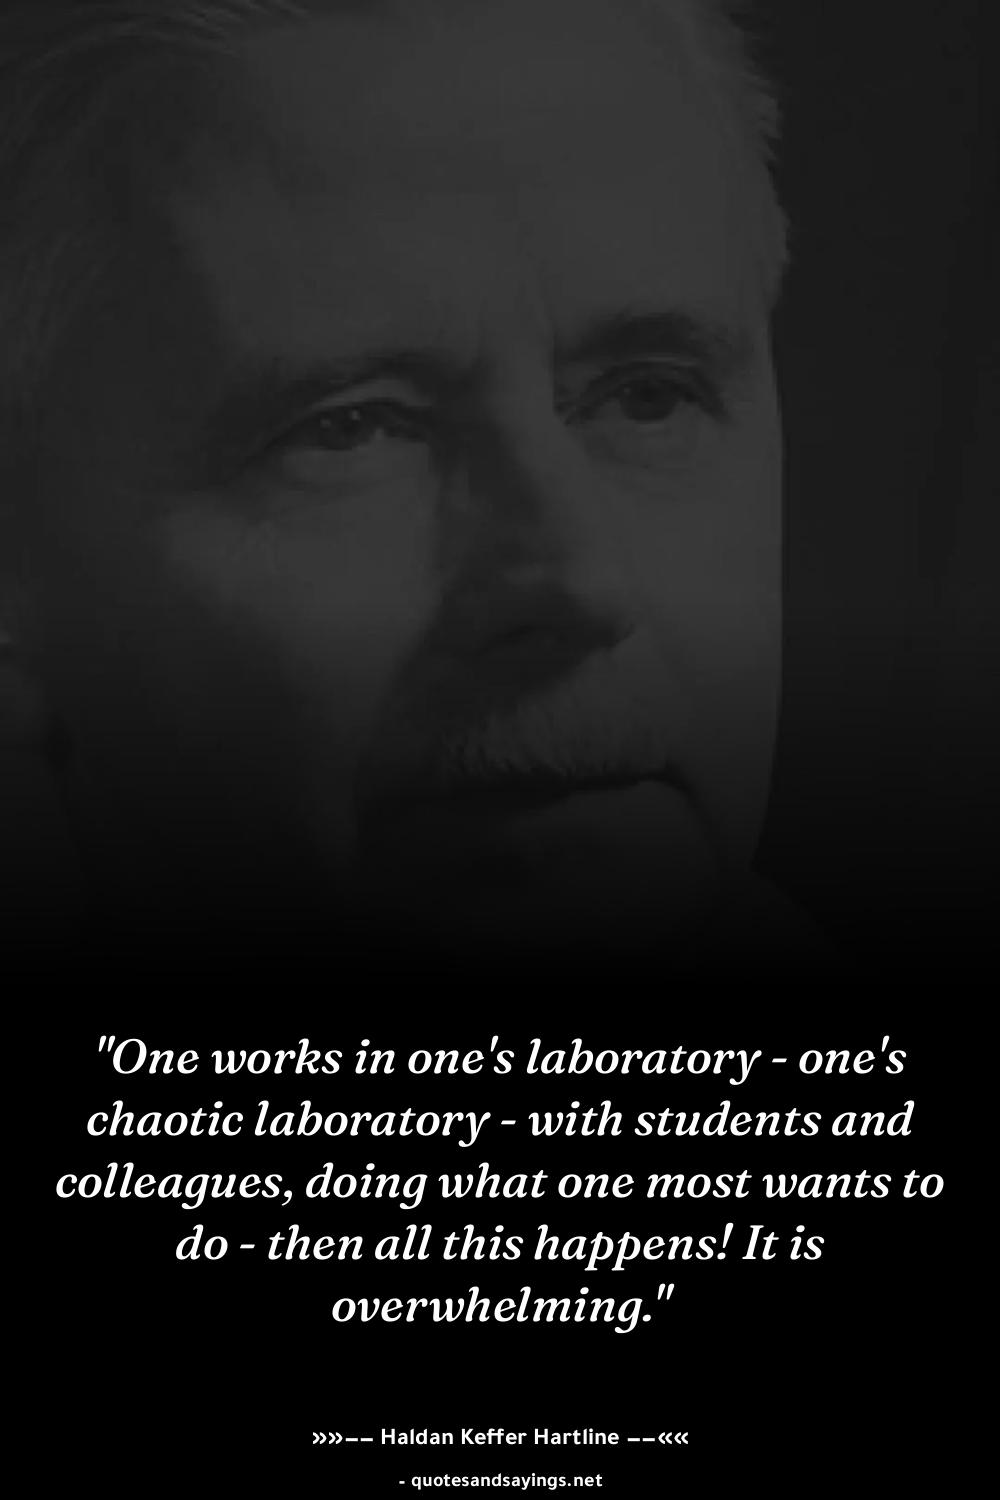 "One works in one's laboratory - one's
chaotic laboratory - with students and
colleagues, doing what one most wants to
do - then all this happens! It is
overwhelming."
»»−− Haldan Keffer Hartline −−««
- quotesandsayings.net